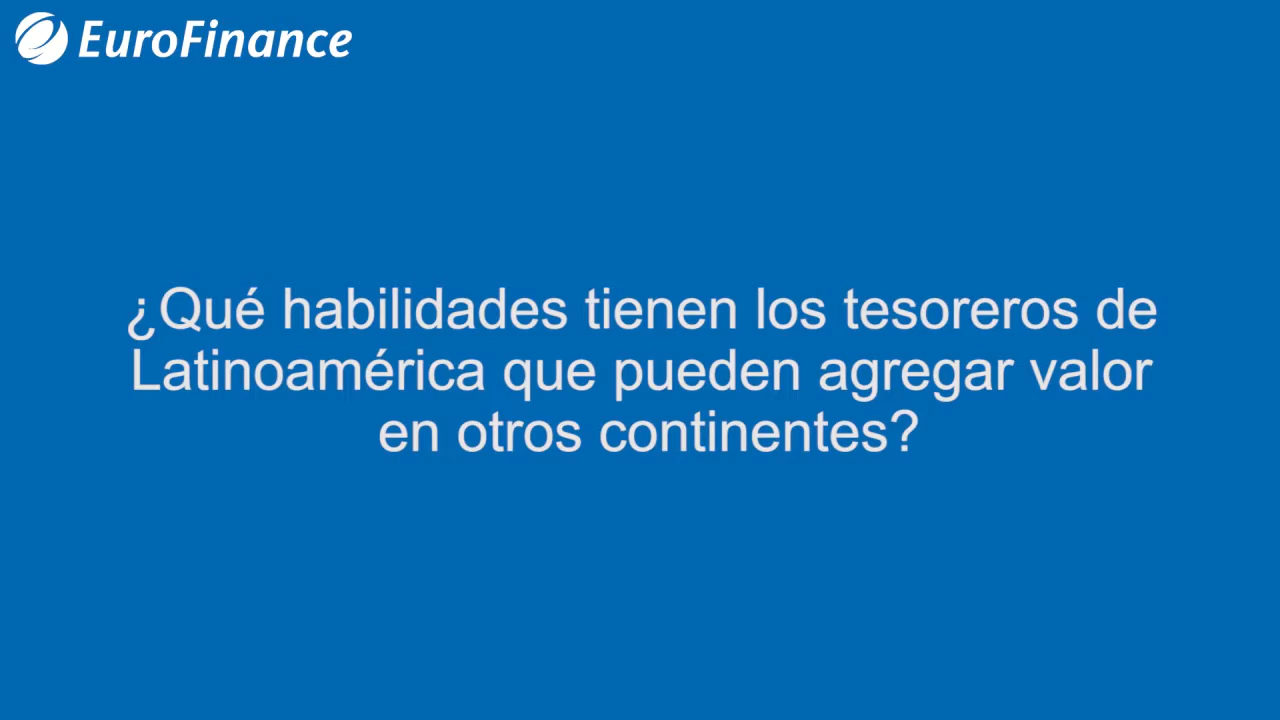 EuroFinance
¿Qué habilidades tienen los tesoreros de
Latinoamérica que pueden agregar valor
en otros continentes?